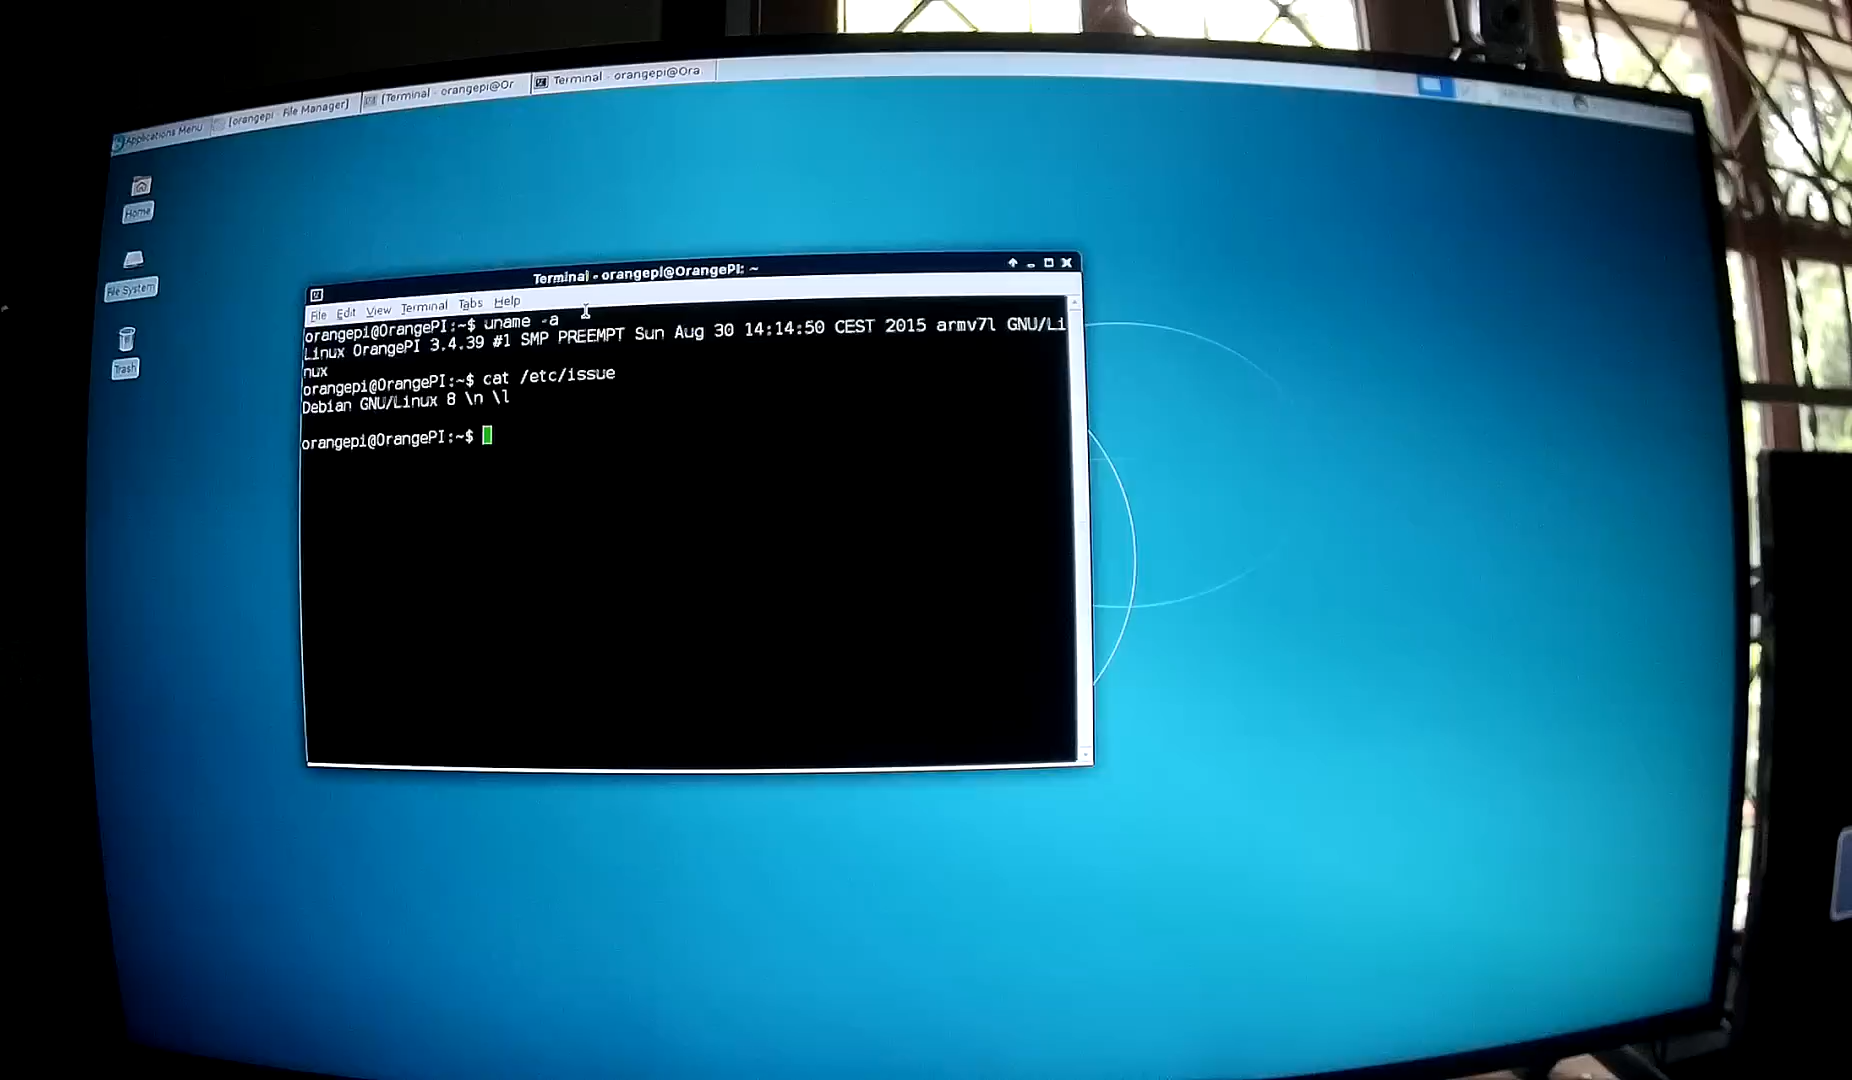 Applications Menu
[orangepi - File Manager]
[Terminal - orangepi@Or
Terminal - orangepi@Ora
Home
File System
Trash
Terminal - orangepi@OrangePI: ~
File Edit View Terminal Tabs Help
orangepi@OrangePI:~$ uname -a
Linux OrangePI 3.4.39 #1 SMP PREEMPT Sun Aug 30 14:14:50 CEST 2015 armv7l GNU/Li
nux
orangepi@OrangePI:~$ cat /etc/issue
Debian GNU/Linux 8 \n \l
orangepi@OrangePI:~$